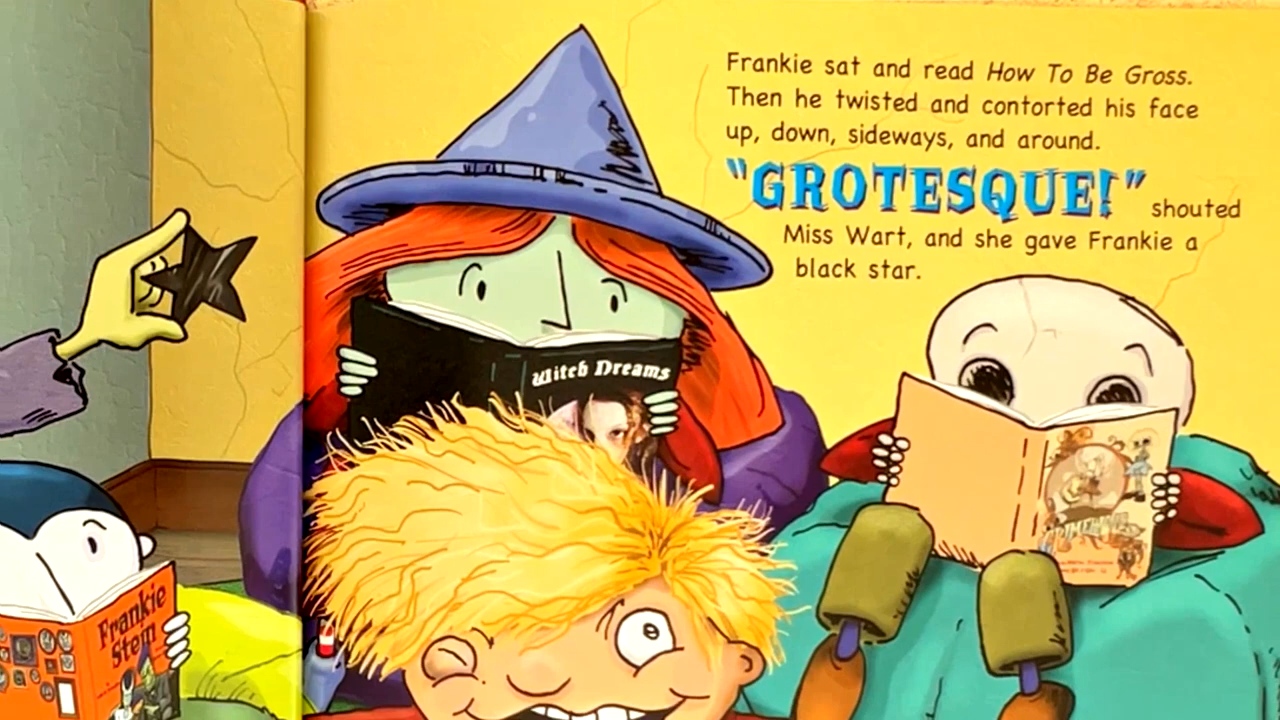 Frankie sat and read How To Be Gross.
Then he twisted and contorted his face
up, down, sideways, and around.
"GROTESQUE!" shouted
Miss Wart, and she gave Frankie a
black star.
Witch Dreams
Frankie
Stein